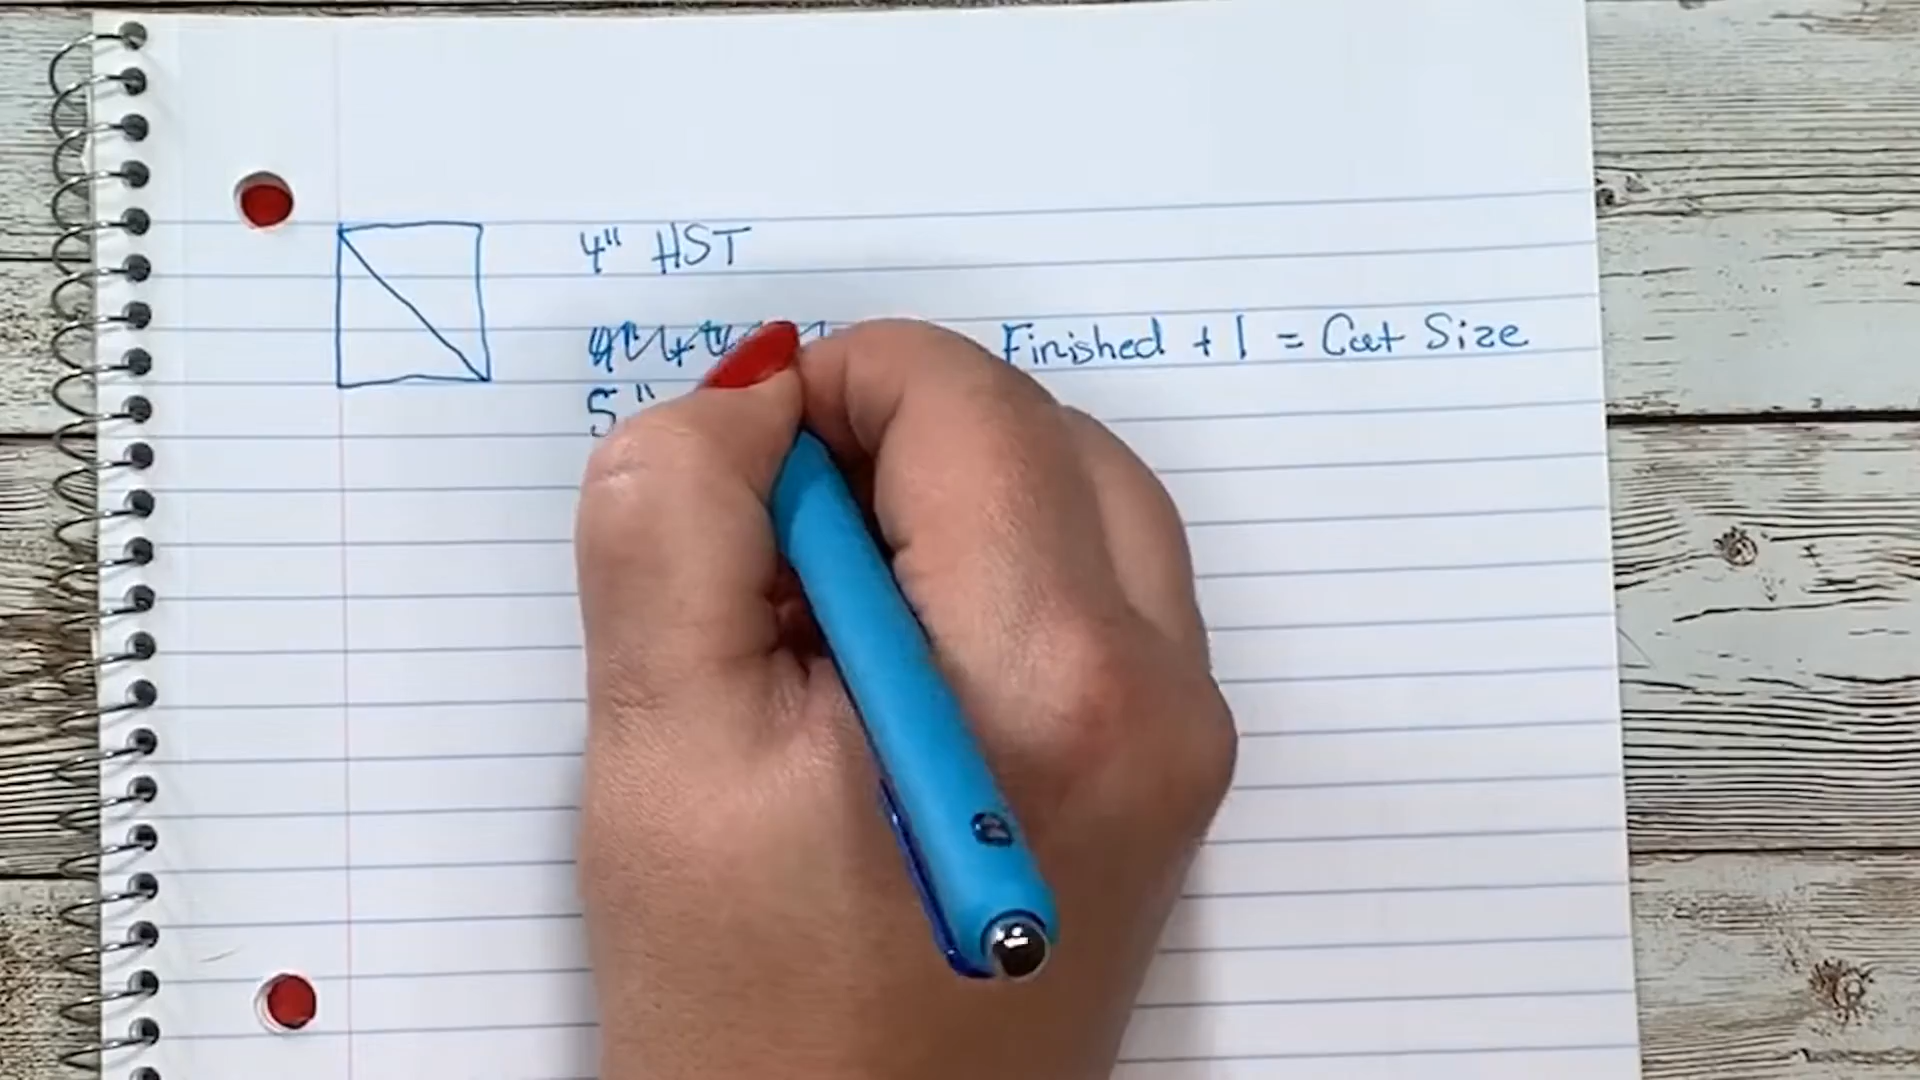 4" HST
Finished + 1 = Cut Size
5"